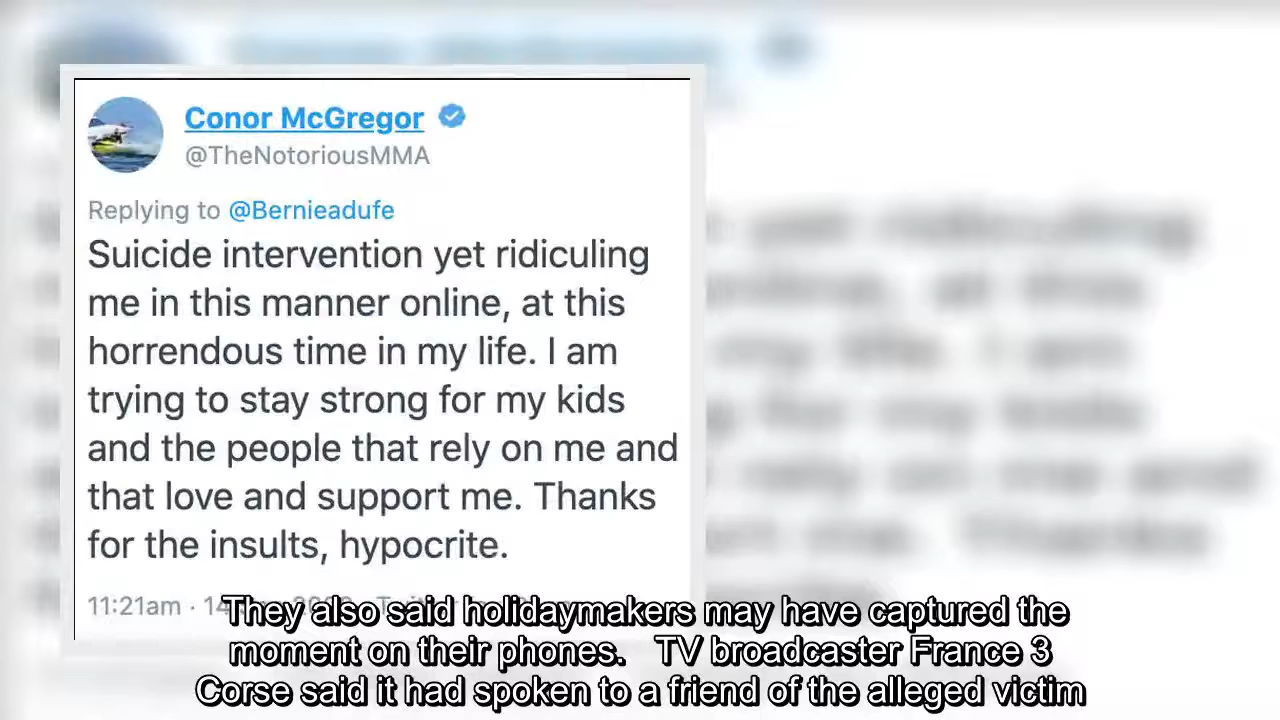 Conor McGregor
@TheNotoriousMMA
Replying to @Bernieadufe
Suicide intervention yet ridiculing
me in this manner online, at this
horrendous time in my life. I am
trying to stay strong for my kids
and the people that rely on me and
that love and support me. Thanks
for the insults, hypocrite.
11:21am · 14
They also said holidaymakers may have captured the
moment on their phones. TV broadcaster France 3
Corse said it had spoken to a friend of the alleged victim